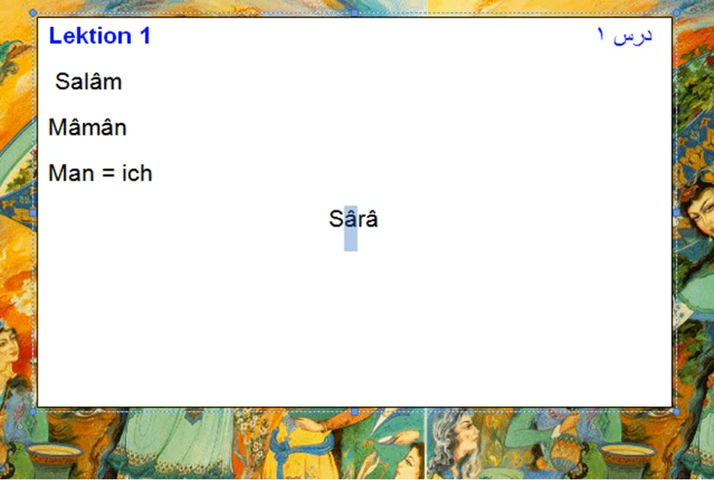 Lektion 1 درس ۱
Salâm
Mâmân
Man = ich
Sârâ